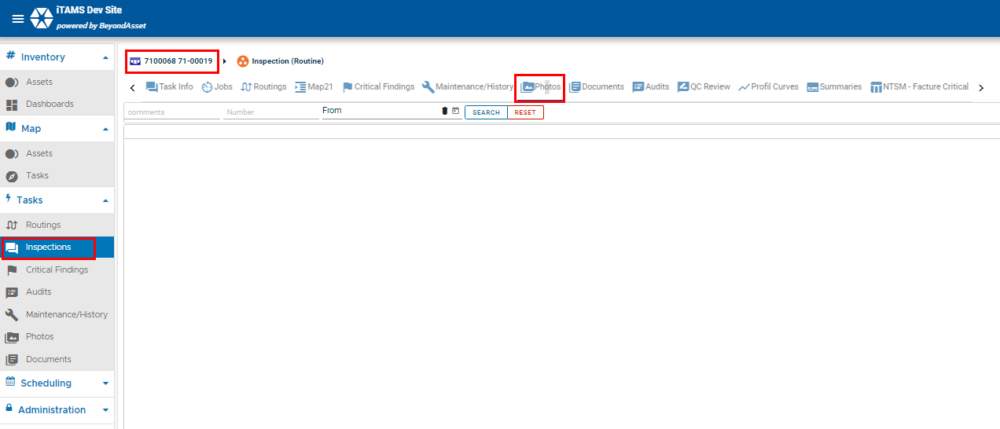 iTAMS Dev Site
powered by BeyondAsset
Inventory
Assets
Dashboards
Map
Assets
Tasks
Tasks
Routings
Inspections
Critical Findings
Audits
Maintenance/History
Photos
Documents
Scheduling
Administration
7100068 71-00019 Inspection (Routine)
Task Info Jobs Routings Map21 Critical Findings Maintenance/History Photos Documents Audits QC Review Profil Curves Summaries NTSM - Facture Critical
comments Number From SEARCH RESET